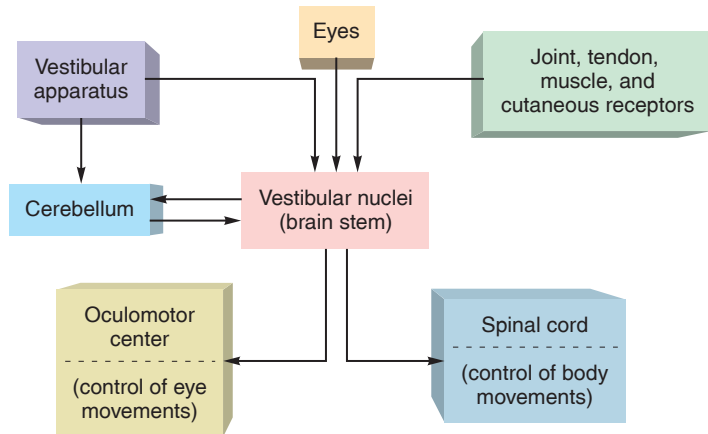 Eyes
Vestibular
apparatus
Joint, tendon,
muscle, and
cutaneous receptors
Cerebellum
Vestibular nuclei
(brain stem)
Oculomotor
center
(control of eye
movements)
Spinal cord
(control of body
movements)